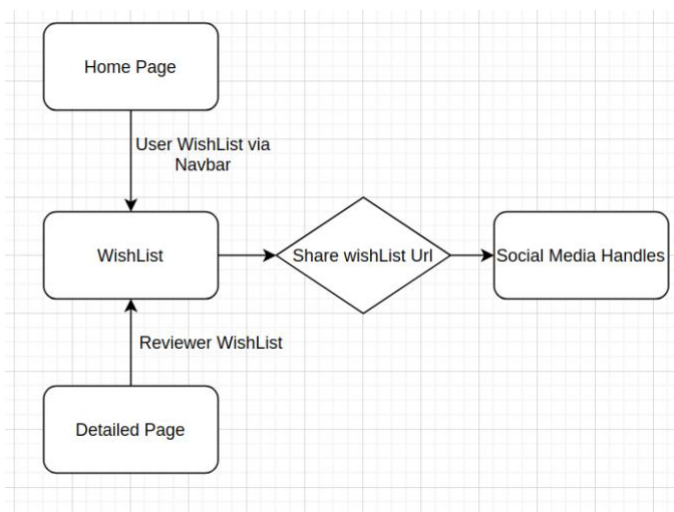 Home Page
User WishList via
Navbar
WishList
Share wishList Url
Social Media Handles
Reviewer WishList
Detailed Page